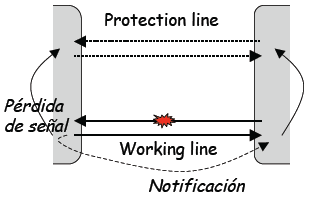 Protection line
Pérdida
de señal
Working line
Notificación